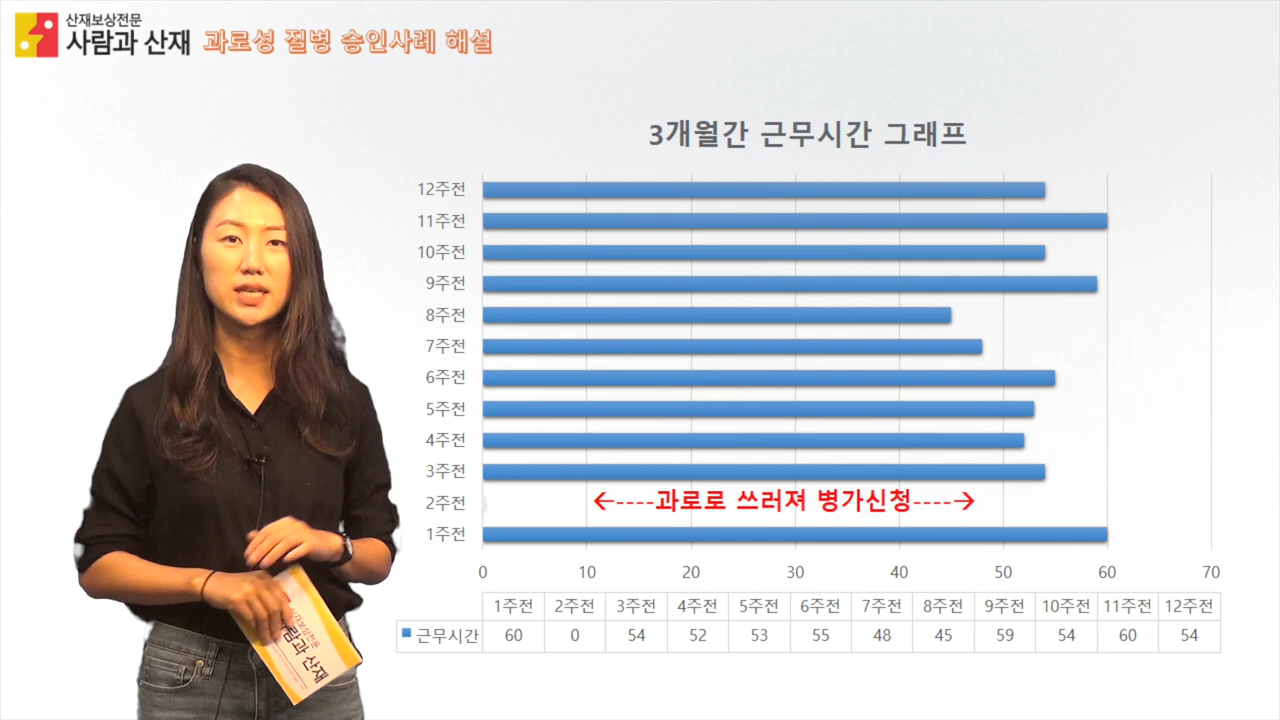 산재보상전문
사람과 산재 과로성 질병 승인사례 해설
3개월간 근무시간 그래프
12주전
11주전
10주전
9주전
8주전
7주전
6주전
5주전
4주전
3주전
2주전 ←----과로로 쓰러져 병가신청----→
1주전
0 10 20 30 40 50 60 70
1주전 2주전 3주전 4주전 5주전 6주전 7주전 8주전 9주전 10주전 11주전 12주전
근무시간 60 0 54 52 53 55 48 45 59 54 60 54
산재보상전문
사람과 산재